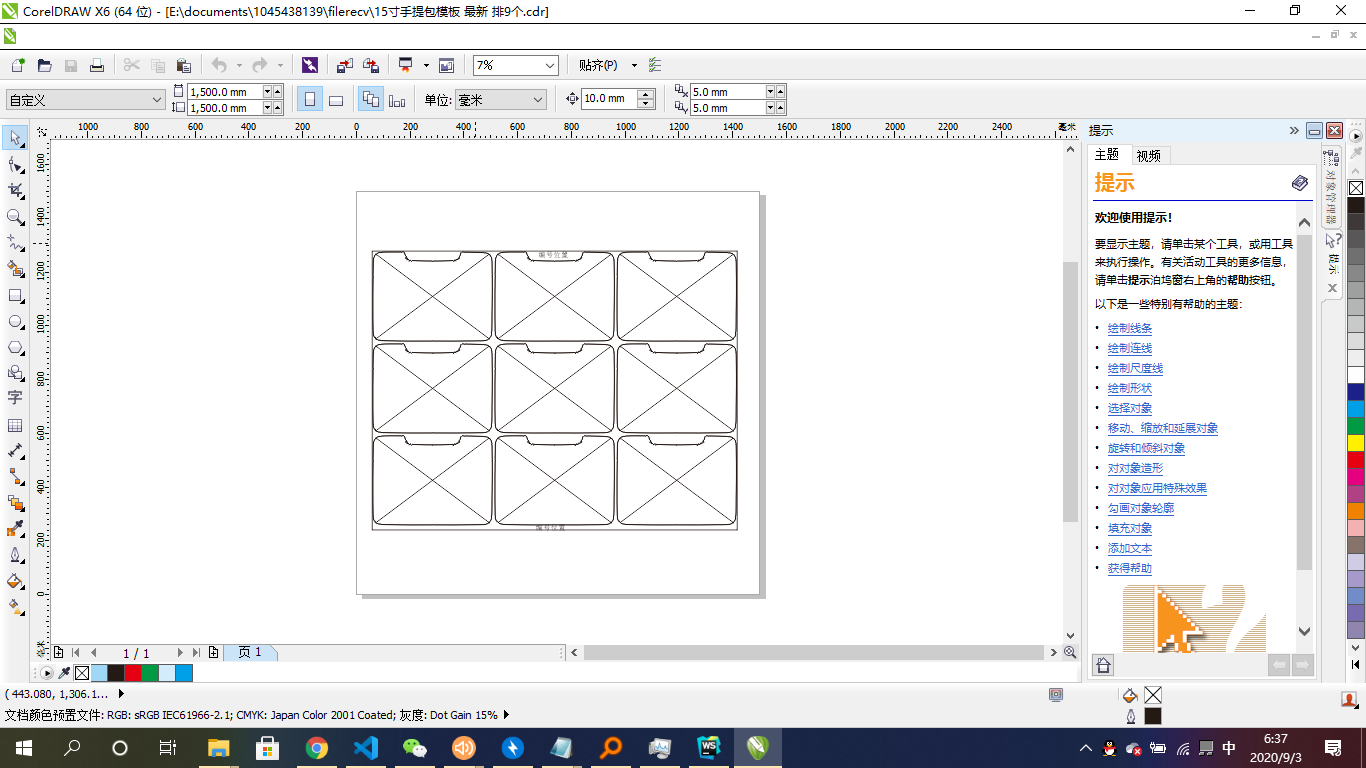 CorelDRAW X6 (64 位) - [E:\documents\1045438139\filerecv\15寸手提包模板 最新 排9个.cdr]
7%
贴齐(P)
自定义
1,500.0 mm
1,500.0 mm
单位: 毫米
10.0 mm
5.0 mm
5.0 mm
1000 800 600 400 200 0 200 400 600 800 1000 1200 1400 1600 1800 2000 2200 2400 毫米
1600
1400
1200
1000
800
600
400
200
0
编号位置
编号位置
提示
主题
视频
提示
欢迎使用提示!
要显示主题，请单击某个工具，或用工具
来执行操作。有关活动工具的更多信息，
请单击提示泊坞窗右上角的帮助按钮。
以下是一些特别有帮助的主题:
• 绘制线条
• 绘制连线
• 绘制尺度线
• 绘制形状
• 选择对象
• 移动、缩放和延展对象
• 旋转和倾斜对象
• 对对象造形
• 对对象应用特殊效果
• 勾画对象轮廓
• 填充对象
• 添加文本
• 获得帮助
对象管理器
提示
字
1 / 1
页 1
( 443.080, 1,306.1...
文档颜色预置文件: RGB: sRGB IEC61966-2.1; CMYK: Japan Color 2001 Coated; 灰度: Dot Gain 15%
WS
中
6:37
2020/9/3